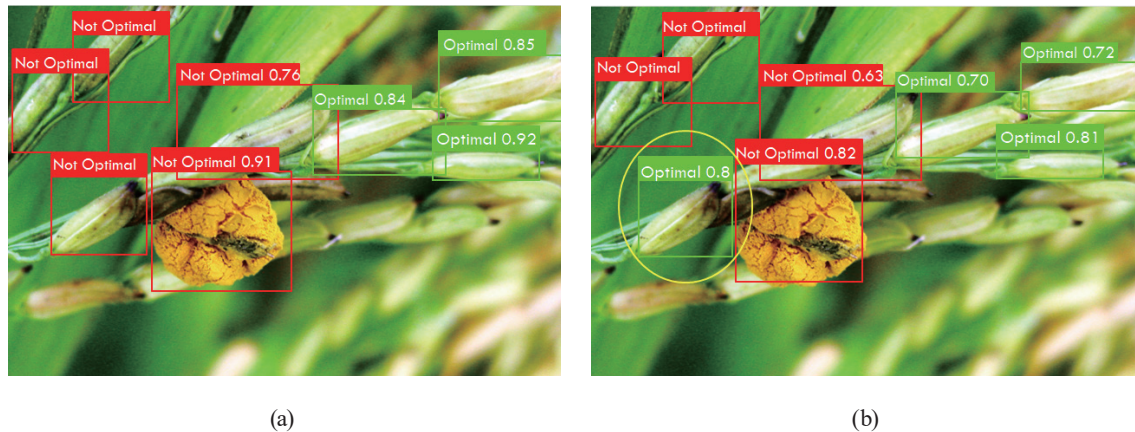 Not Optimal
Not Optimal
Not Optimal 0.76
Optimal 0.85
Optimal 0.84
Optimal 0.92
Not Optimal
Not Optimal 0.91
Not Optimal
Not Optimal
Not Optimal 0.63
Optimal 0.72
0.70
Optimal 0.81
Optimal 0.8
Not Optimal 0.82
(a)
(b)